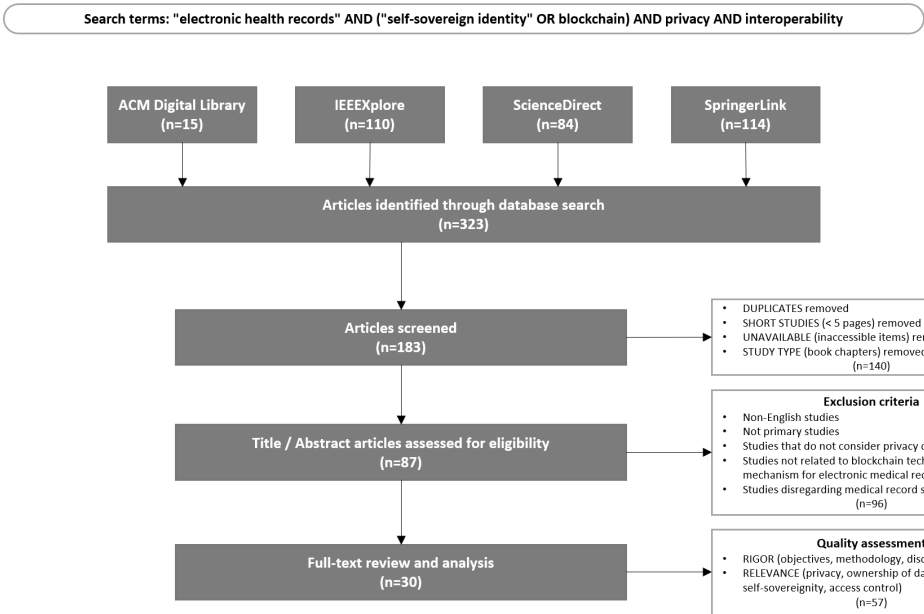 Search terms: "electronic health records" AND ("self-sovereign identity" OR blockchain) AND privacy AND interoperability
ACM Digital Library
(n=15)
IEEEXplore
(n=110)
ScienceDirect
(n=84)
SpringerLink
(n=114)
Articles identified through database search
(n=323)
Articles screened
(n=183)
• DUPLICATES removed
• SHORT STUDIES (< 5 pages) removed
• UNAVAILABLE (inaccessible items)
• STUDY TYPE (book chapters) removed
(n=140)
Title / Abstract articles assessed for eligibility
(n=87)
Exclusion criteria
• Non-English studies
• Not primary studies
• Studies that do not consider privacy
• Studies not related to blockchain
mechanism for electronic medical
• Studies disregarding medical record
(n=96)
Full-text review and analysis
(n=30)
Quality assessment
• RIGOR (objectives, methodology,
• RELEVANCE (privacy, ownership of
self-sovereignity, access control)
(n=57)